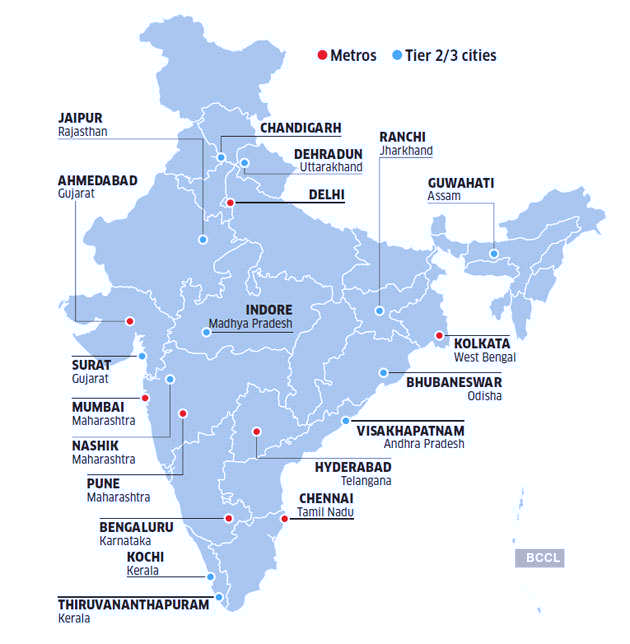 Metros
Tier 2/3 cities
JAIPUR
Rajasthan
CHANDIGARH
RANCHI
Jharkhand
DEHRADUN
Uttarakhand
AHMEDABAD
Gujarat
GUWAHATI
Assam
DELHI
INDORE
Madhya Pradesh
KOLKATA
West Bengal
SURAT
Gujarat
BHUBANESWAR
Odisha
MUMBAI
Maharashtra
VISAKHAPATNAM
Andhra Pradesh
NASHIK
Maharashtra
HYDERABAD
Telangana
PUNE
Maharashtra
CHENNAI
Tamil Nadu
BENGALURU
Karnataka
KOCHI
Kerala
BCCL
THIRUVANANTHAPURAM
Kerala